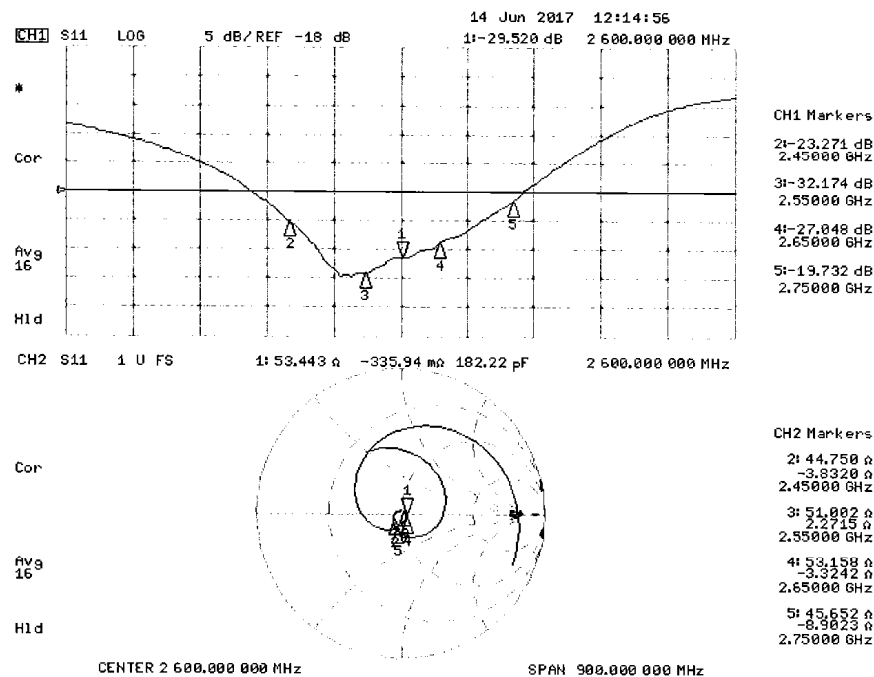 14 Jun 2017 12:14:56
CH1 S11 LOG 5 dB/REF -18 dB 1:-29.520 dB 2 600.000 000 MHz
*
CH1 Markers
2:-23.271 dB
2.45000 GHz
Cor
3:-32.174 dB
2.55000 GHz
4:-27.048 dB
2.65000 GHz
1
5
2
4
3
Avg
16
5:-19.732 dB
2.75000 GHz
Hld
CH2 S11 1 U FS 1:53.443 Ω -335.94 mΩ 182.22 pF 2 600.000 000 MHz
CH2 Markers
2: 44.750 Ω
-3.8320 Ω
2.45000 GHz
Cor
1
3: 51.002 Ω
2.2715 Ω
2.55000 GHz
4
5
Avg
16
4: 53.158 Ω
-3.3242 Ω
2.65000 GHz
5: 45.652 Ω
-8.9023 Ω
2.75000 GHz
Hld
CENTER 2 600.000 000 MHz SPAN 900.000 000 MHz